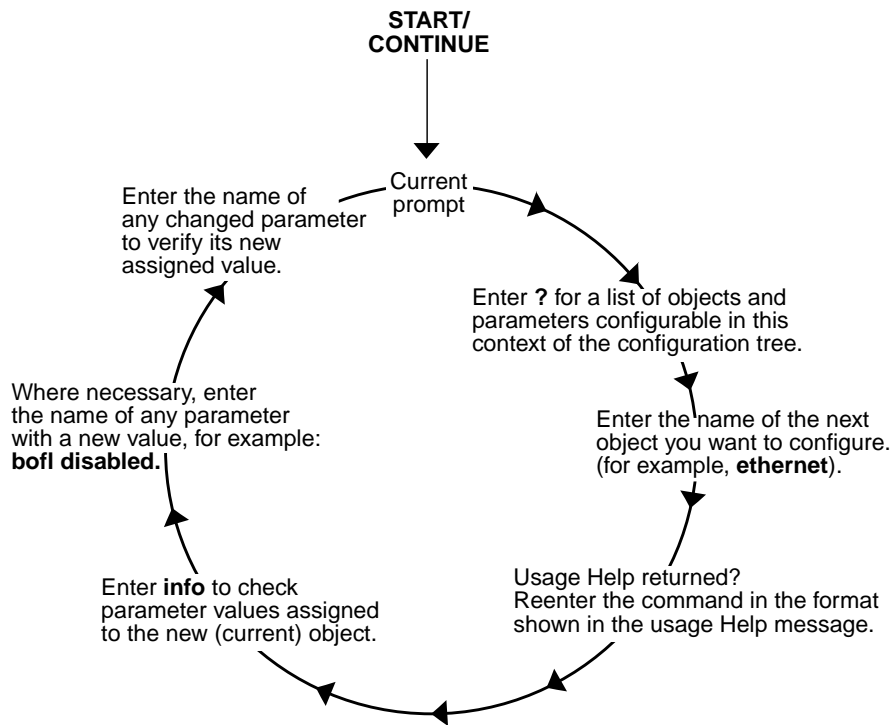 START/
CONTINUE
Current
prompt
Enter ? for a list of objects and
parameters configurable in this
context of the configuration tree.
Enter the name of the next
object you want to configure.
(for example, ethernet).
Usage Help returned?
Reenter the command in the format
shown in the usage Help message.
Enter info to check
parameter values assigned
to the new (current) object.
Where necessary, enter
the name of any parameter
with a new value, for example:
bofl disabled.
Enter the name of
any changed parameter
to verify its new
assigned value.